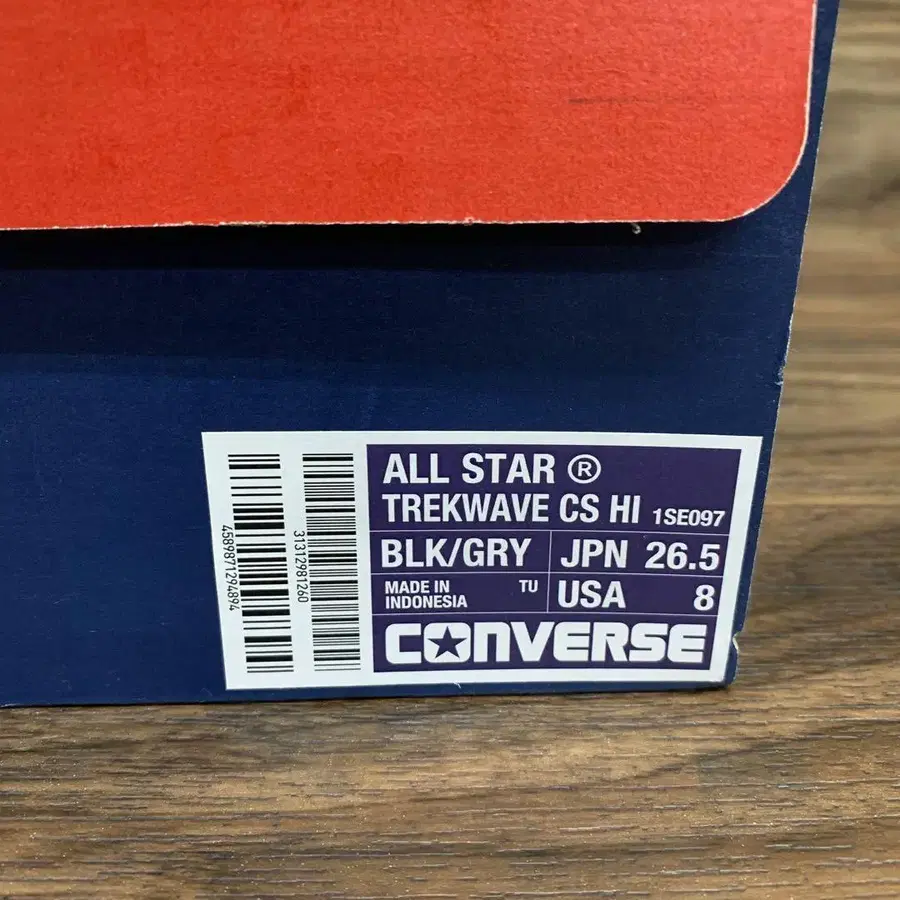 4589871294894
31312981260
ALL STAR ®
TREKWAVE CS HI 1SE097
BLK/GRY JPN 26.5
MADE IN
INDONESIA
TU
USA 8
CONVERSE